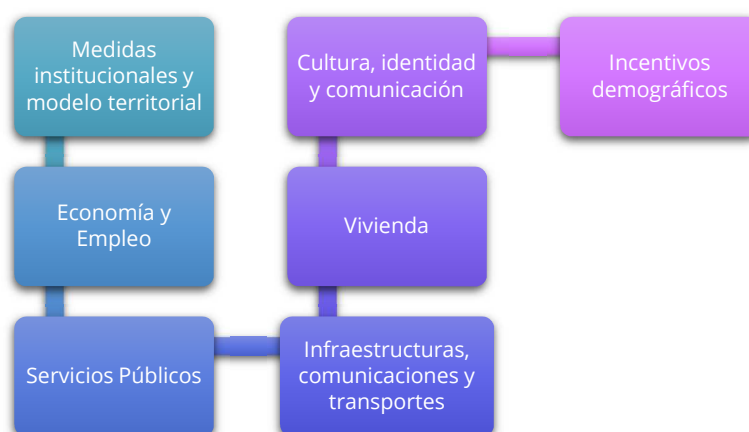 Medidas
institucionales y
modelo territorial
Economía y
Empleo
Servicios Públicos
Infraestructuras,
comunicaciones y
transportes
Vivienda
Cultura, identidad
y comunicación
Incentivos
demográficos